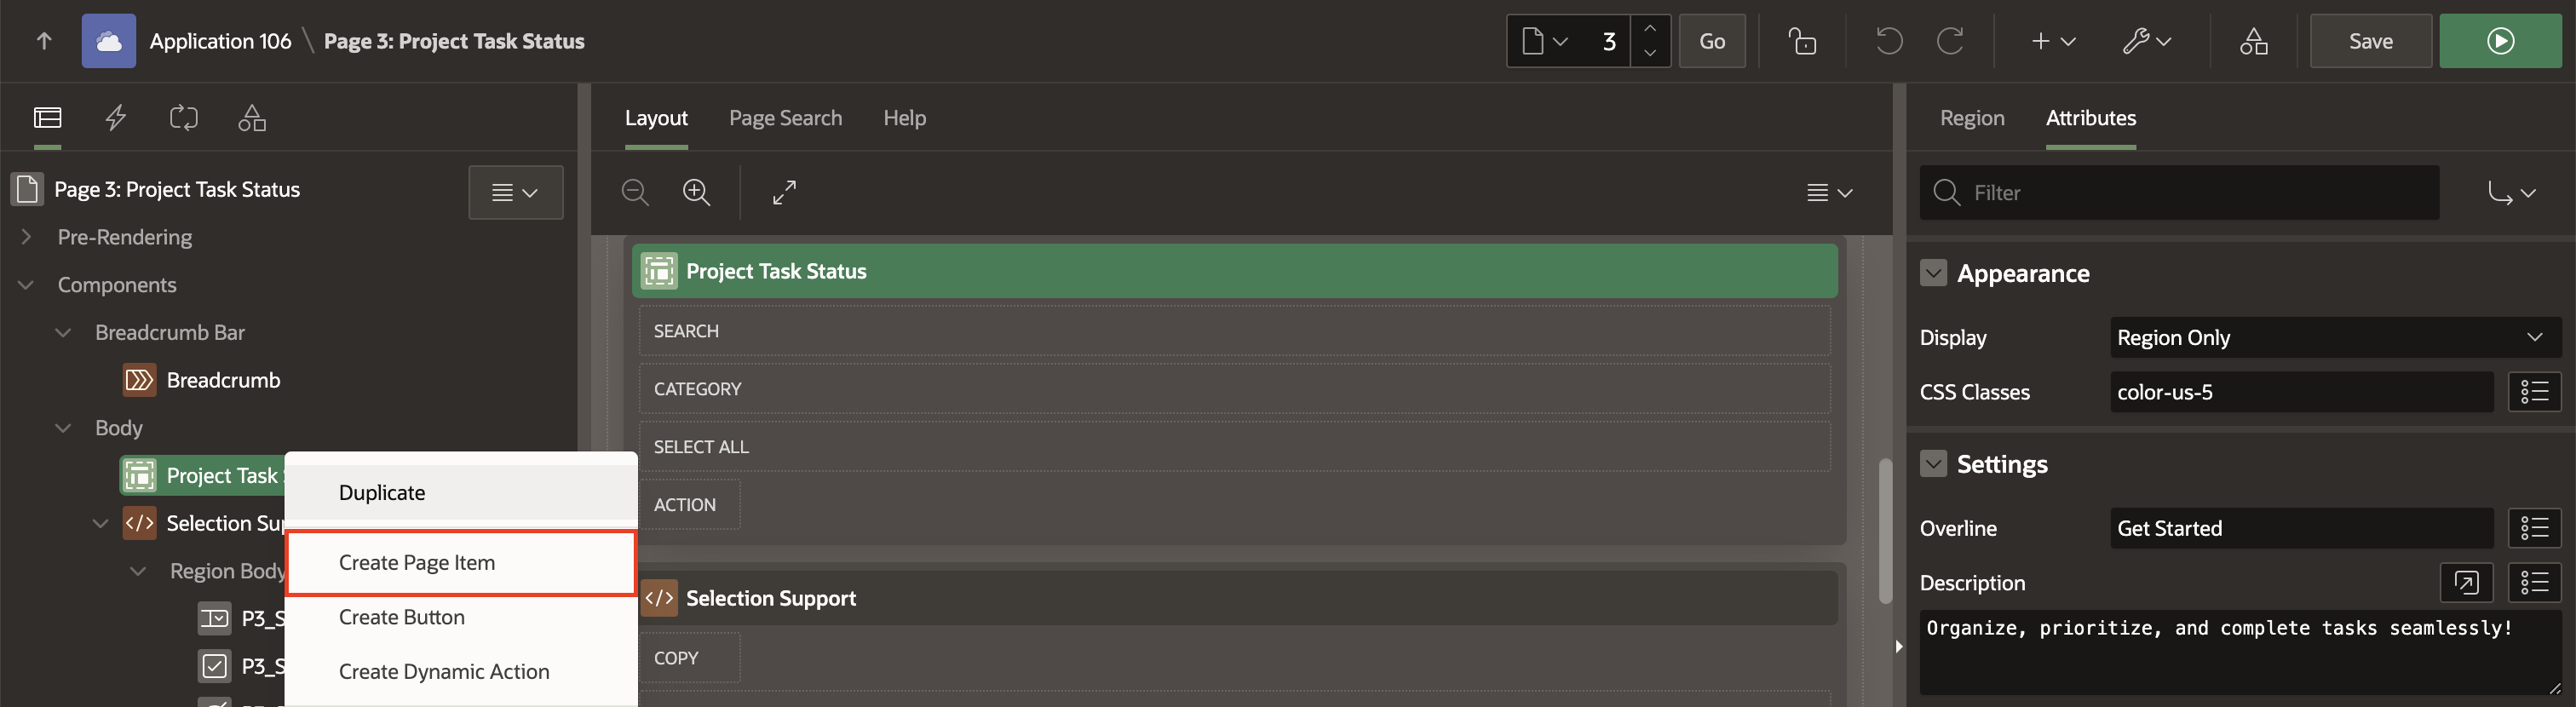 Application 106 \ Page 3: Project Task Status
3
Go
Save
Layout
Page Search
Help
Region
Attributes
Page 3: Project Task Status
Filter
Pre-Rendering
Components
Breadcrumb Bar
Breadcrumb
Body
Project Task
Selection Sup
Region Body
P3_S
P3_S
Duplicate
Create Page Item
Create Button
Create Dynamic Action
Project Task Status
SEARCH
CATEGORY
SELECT ALL
ACTION
Selection Support
COPY
Appearance
Display
Region Only
CSS Classes
color-us-5
Settings
Overline
Get Started
Description
Organize, prioritize, and complete tasks seamlessly!